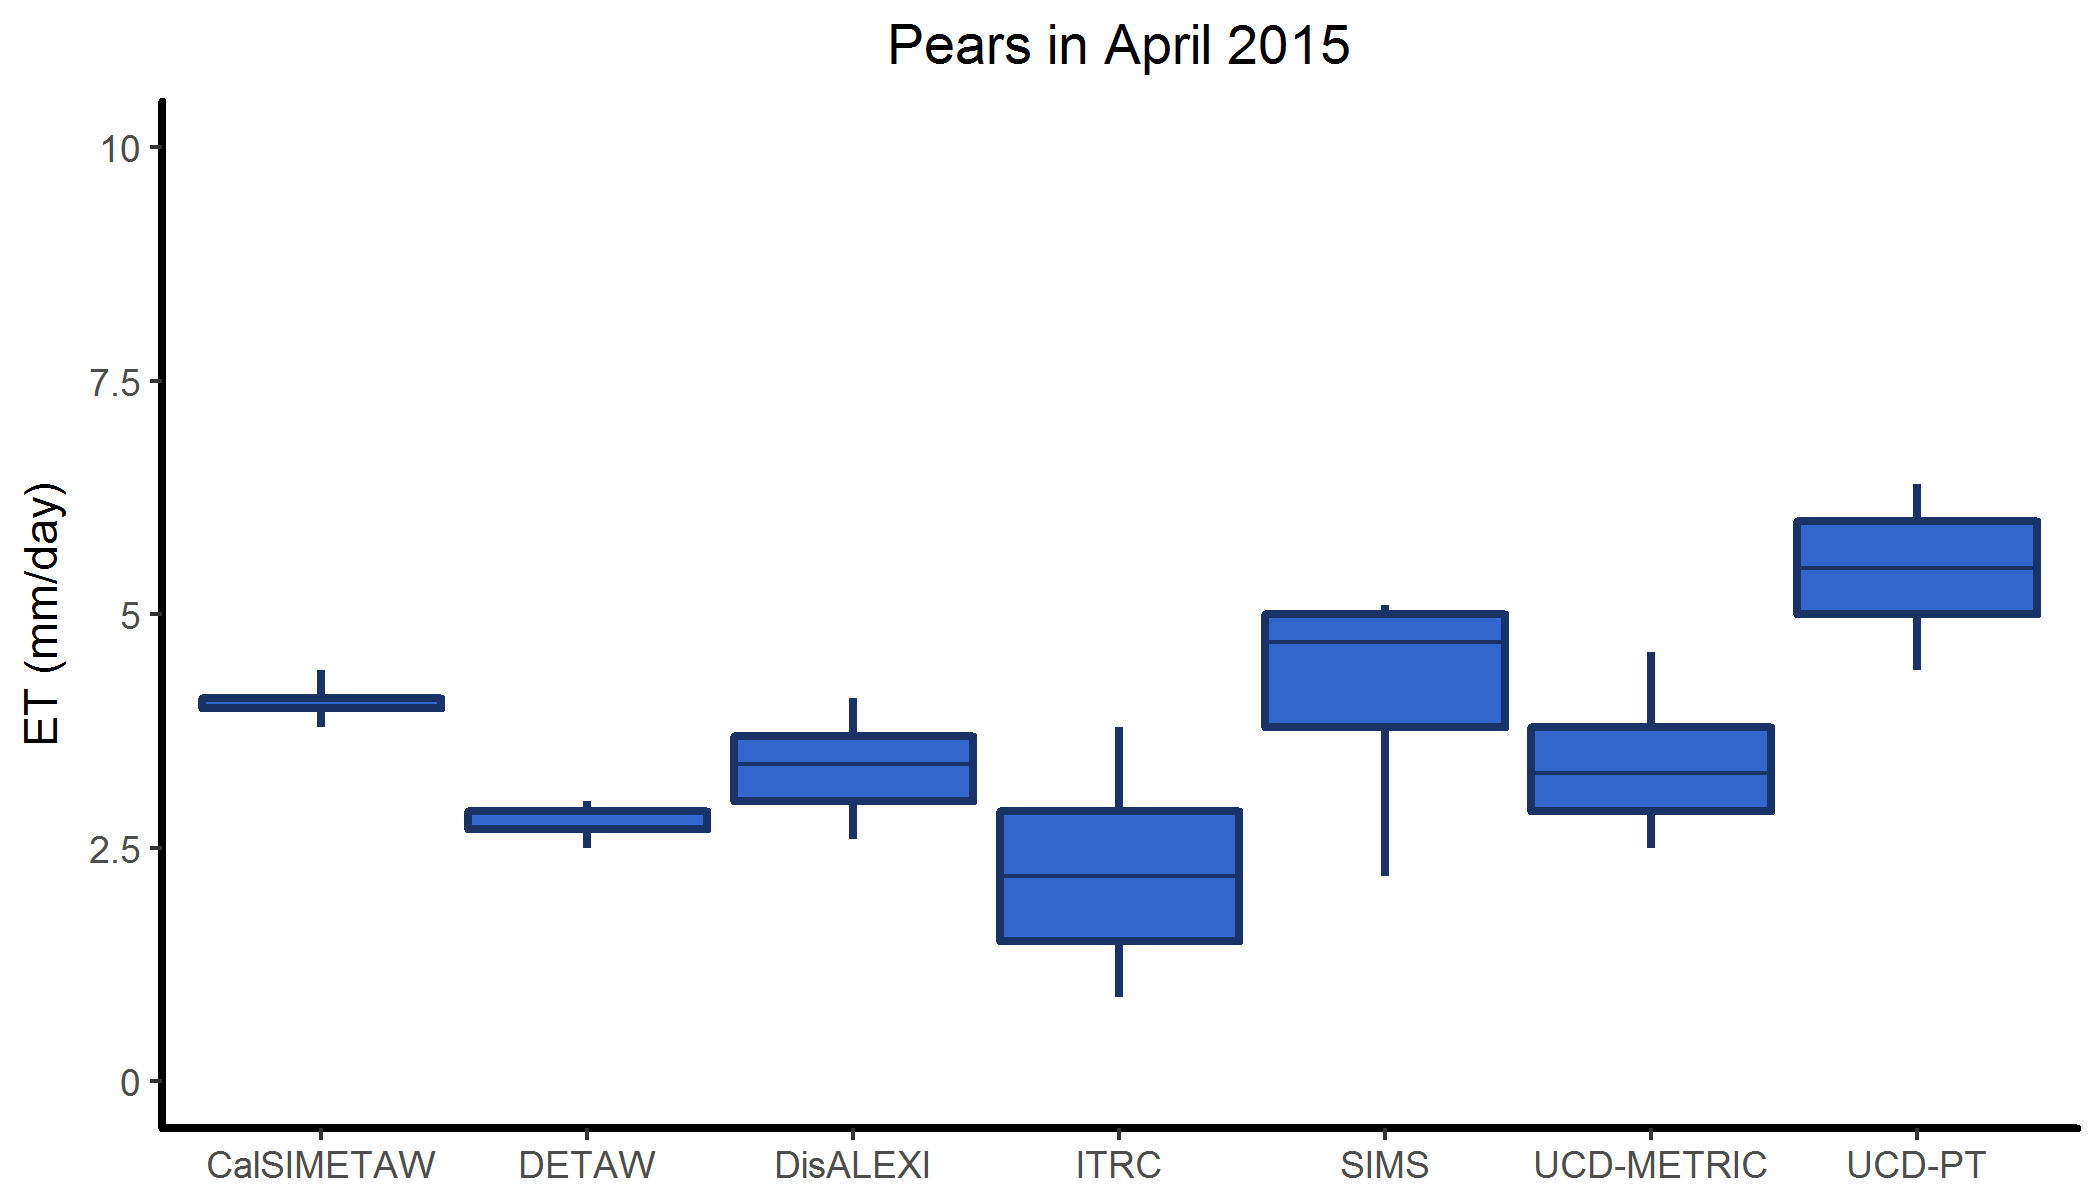 Pears in April 2015
ET (mm/day)
10
7.5
5
2.5
0
CalSIMETAW DETAW DisALEXI ITRC SIMS UCD-METRIC UCD-PT